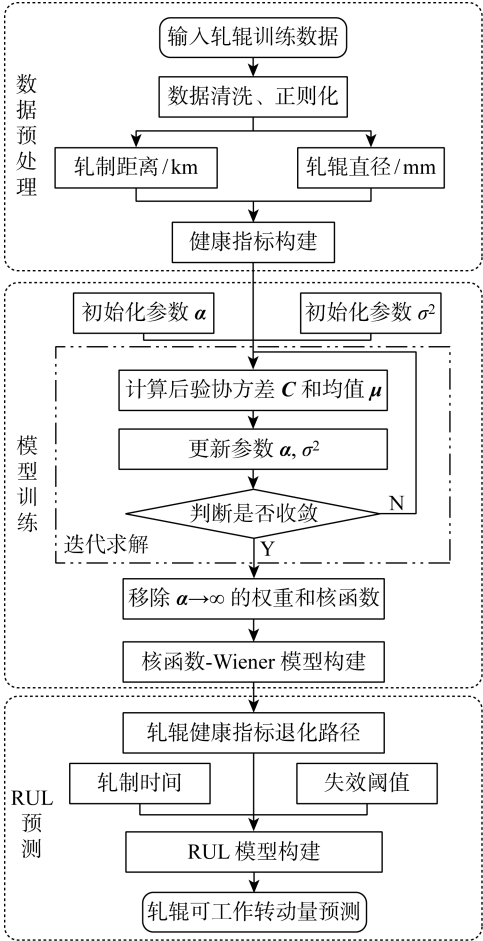 输入轧辊训练数据
数据预处理
数据清洗、正则化
轧制距离/km
轧辊直径/mm
健康指标构建
初始化参数 α
初始化参数 σ²
模型训练
计算后验协方差 C 和均值 μ
更新参数 α, σ²
判断是否收敛
N
迭代求解
Y
移除 α→∞ 的权重和核函数
核函数-Wiener 模型构建
轧辊健康指标退化路径
RUL
预测
轧制时间
失效阈值
RUL 模型构建
轧辊可工作转动量预测